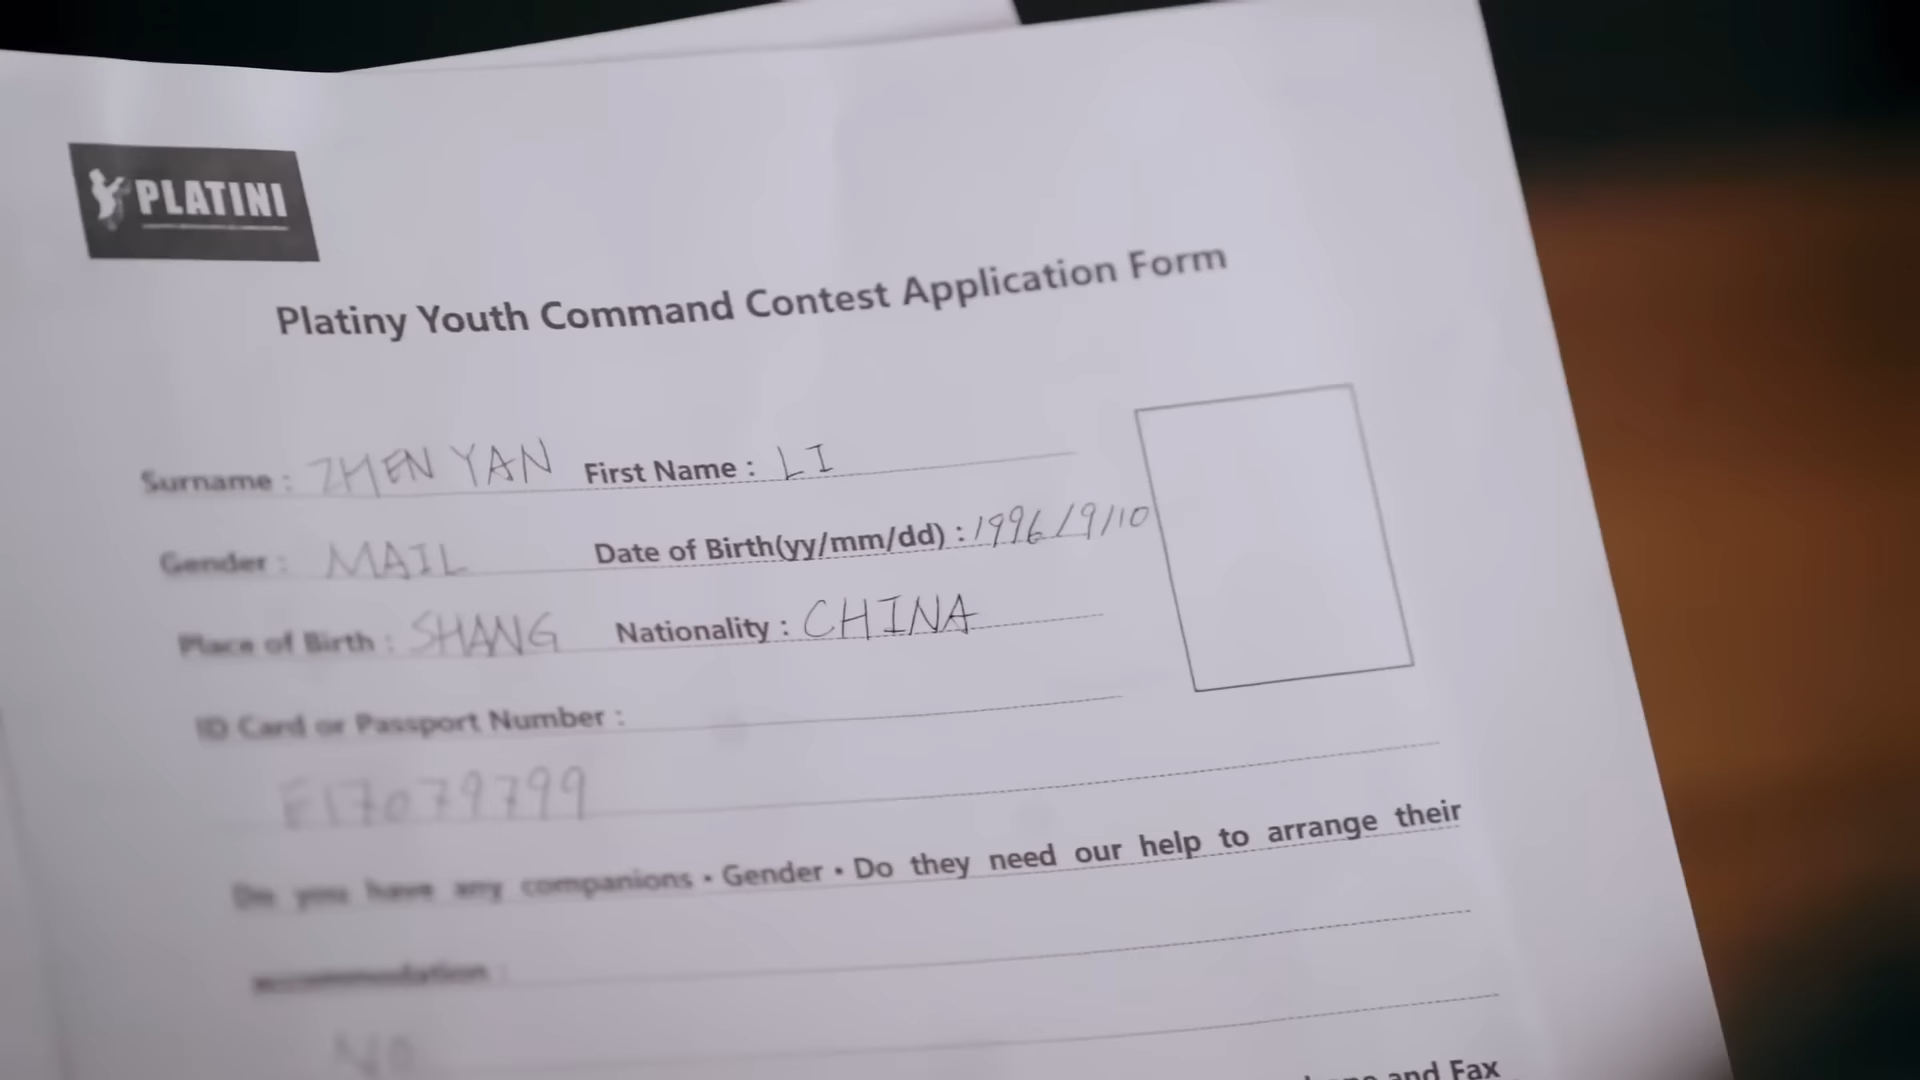 PLATINI
Platiny Youth Command Contest Application Form
Surname : ZHEN YAN First Name : LI
Gender : MAIL Date of Birth(yy/mm/dd) : 1996/9/10
Place of Birth : SHANG Nationality : CHINA
ID Card or Passport Number :
E17079799
Do you have any companions · Gender · Do they need our help to arrange their
accommodation :
NO
and Fax